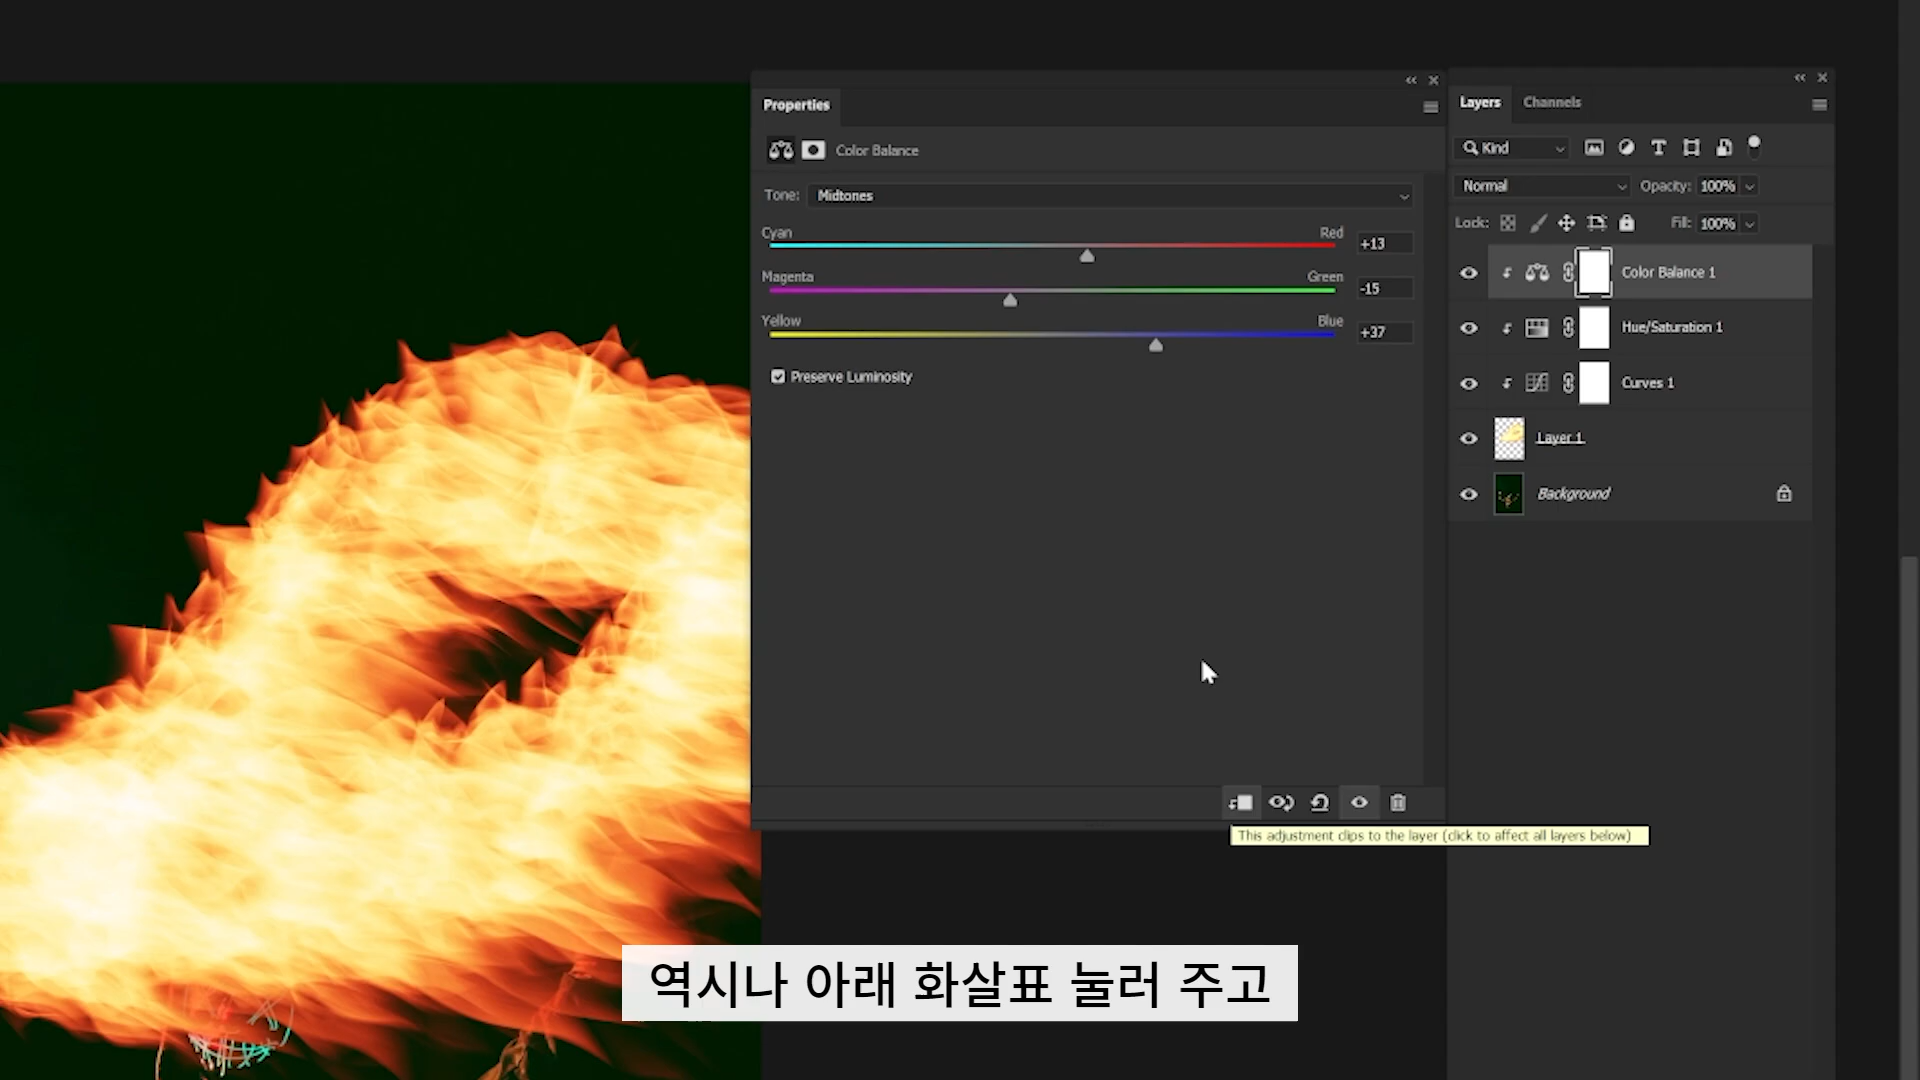 Properties
Color Balance
Tone: Midtones
Cyan Red +13
Magenta Green -15
Yellow Blue +37
Preserve Luminosity
This adjustment clips to the layer (click to affect all layers below)
Layers Channels
Kind
Normal Opacity: 100%
Lock: Fill: 100%
Color Balance 1
Hue/Saturation 1
Curves 1
Layer 1
Background
역시나 아래 화살표 눌러 주고